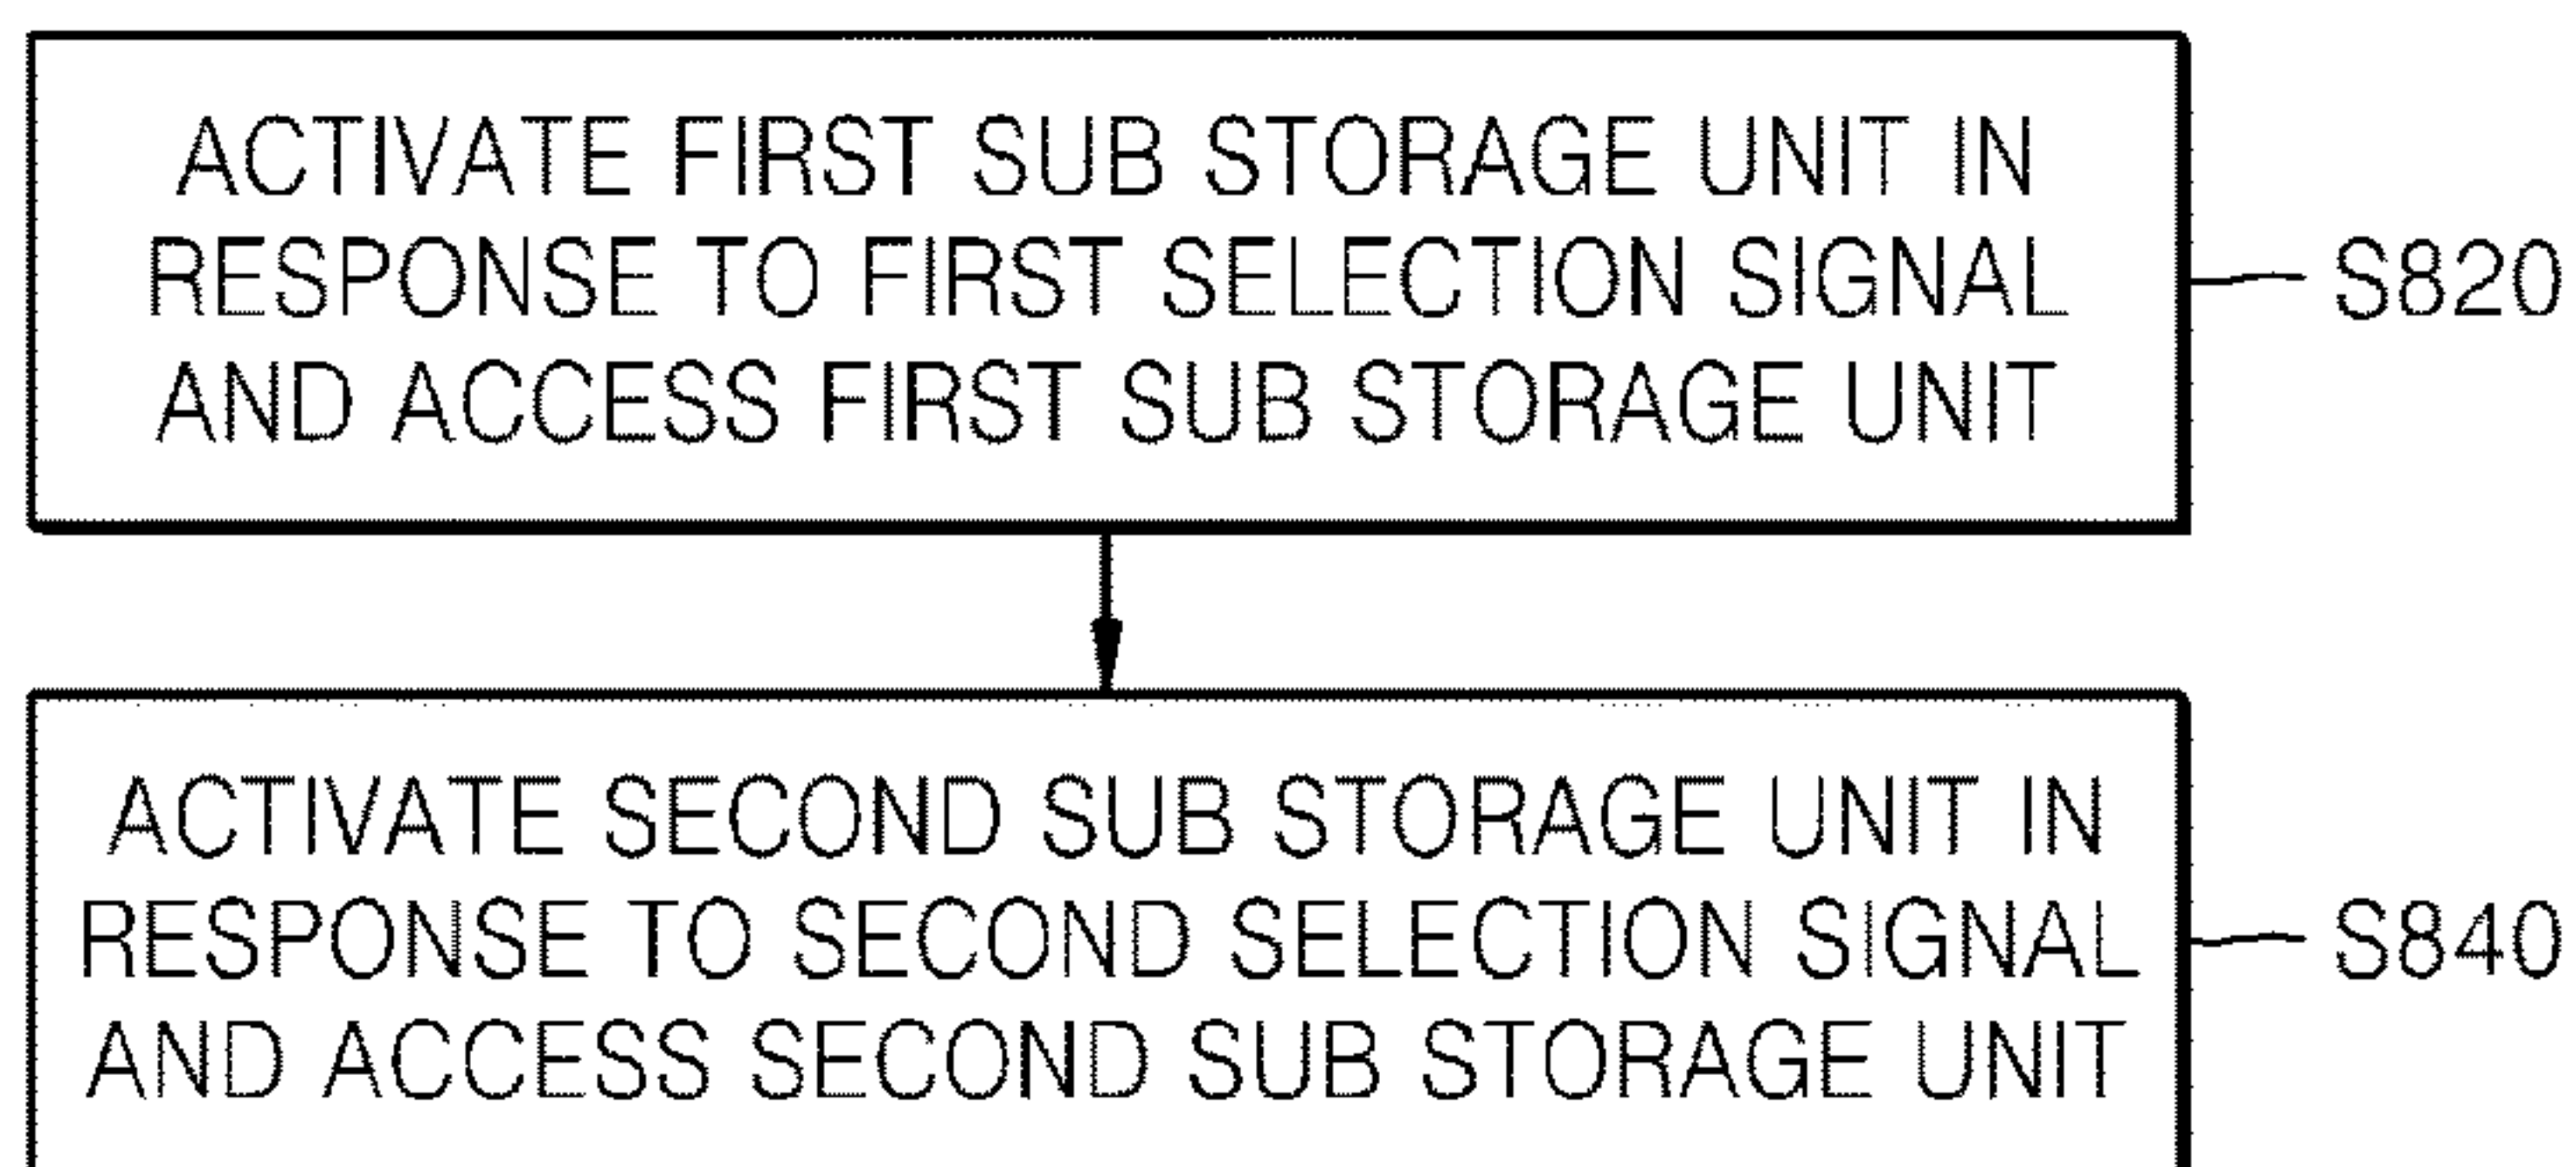 ACTIVATE FIRST SUB STORAGE UNIT IN
RESPONSE TO FIRST SELECTION SIGNAL
AND ACCESS FIRST SUB STORAGE UNIT
S820
ACTIVATE SECOND SUB STORAGE UNIT IN
RESPONSE TO SECOND SELECTION SIGNAL
AND ACCESS SECOND SUB STORAGE UNIT
S840